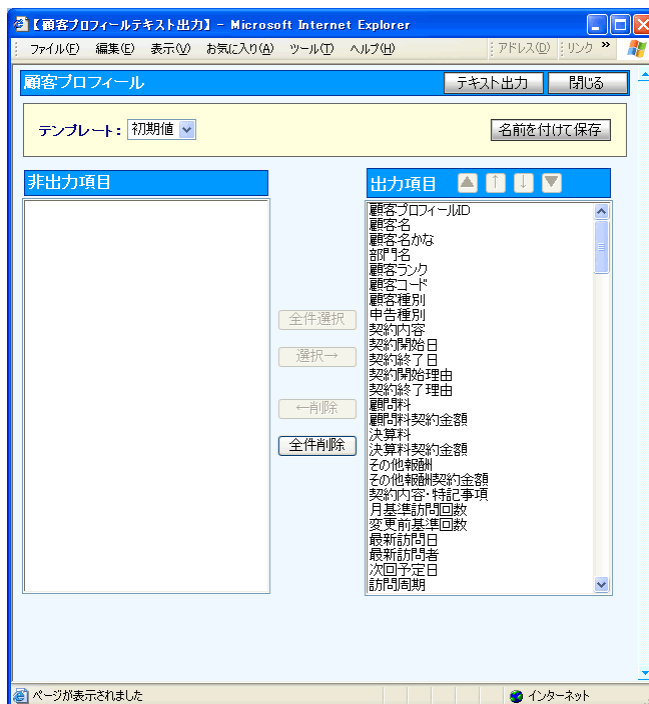 【顧客プロフィールテキスト出力】 - Microsoft Internet Explorer
ファイル(F) 編集(E) 表示(V) お気に入り(A) ツール(T) ヘルプ(H) アドレス(D) リンク »
顧客プロフィール テキスト出力 閉じる
テンプレート: 初期値 名前を付けて保存
非出力項目
出力項目 ▲ ↑ ↓ ▼
顧客プロフィールID
顧客名
顧客名かな
部門名
顧客ランク
顧客コード
顧客種別
申告種別
契約内容
契約開始日
契約終了日
契約開始理由
契約終了理由
顧問料
顧問料契約金額
決算料
決算料契約金額
その他報酬
その他報酬契約金額
契約内容・特記事項
月基準訪問回数
変更前基準回数
最新訪問日
最新訪問者
次回予定日
訪問周期
全件選択
選択→
←削除
全件削除
ページが表示されました インターネット